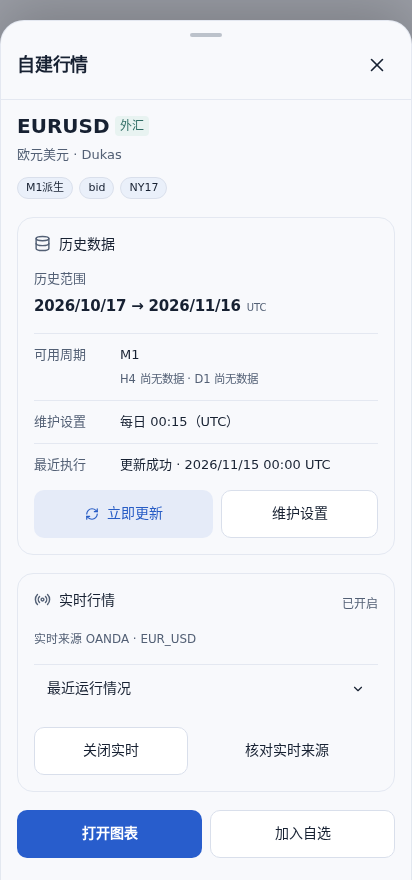 自建行情
EURUSD 外汇
欧元美元 · Dukas
M1派生 bid NY17
历史数据
历史范围
2026/10/17 → 2026/11/16 UTC
可用周期 M1
H4 尚无数据 · D1 尚无数据
维护设置 每日 00:15（UTC）
最近执行 更新成功 · 2026/11/15 00:00 UTC
立即更新 维护设置
实时行情 已开启
实时来源 OANDA · EUR_USD
最近运行情况
关闭实时 核对实时来源
打开图表 加入自选